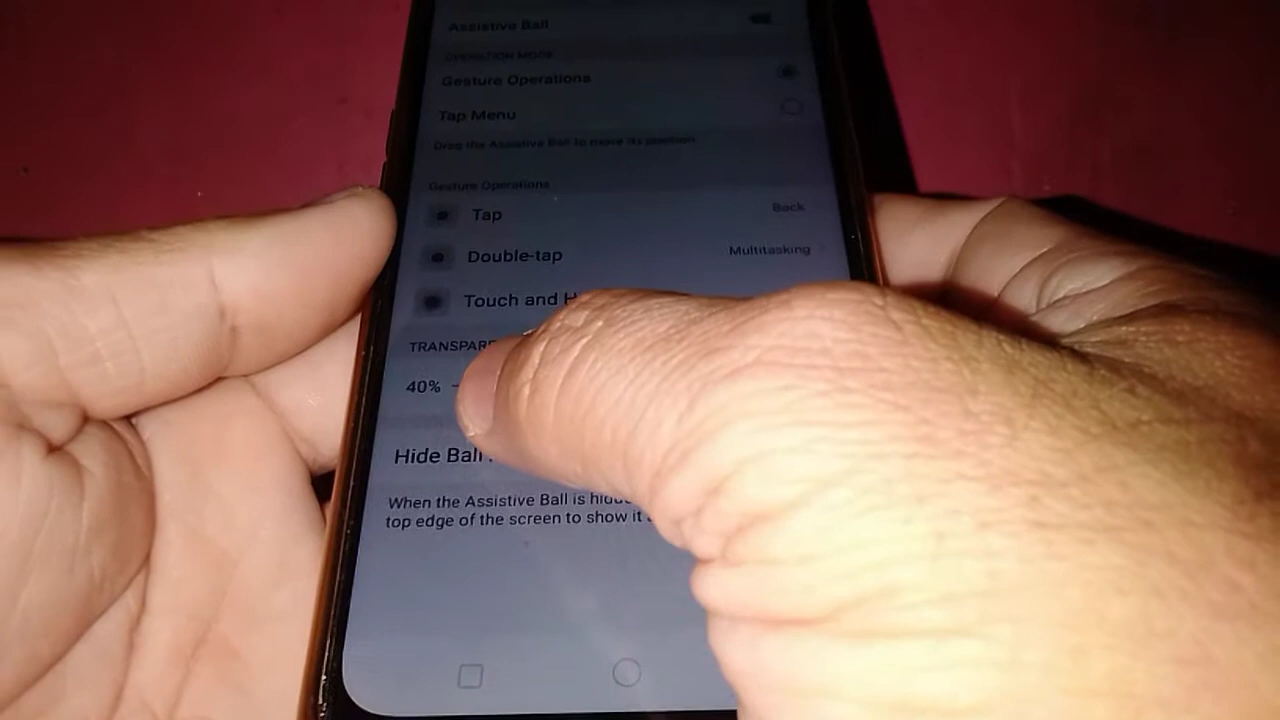 Assistive Ball
OPERATION MODE
Gesture Operations
Tap Menu
Drag the Assistive Ball to move its position.
Gesture Operations
Tap Back
Double-tap Multitasking
Touch and H
TRANSPAR
40%
Hide Ball
When the Assistive Ball is hidd
top edge of the screen to show it